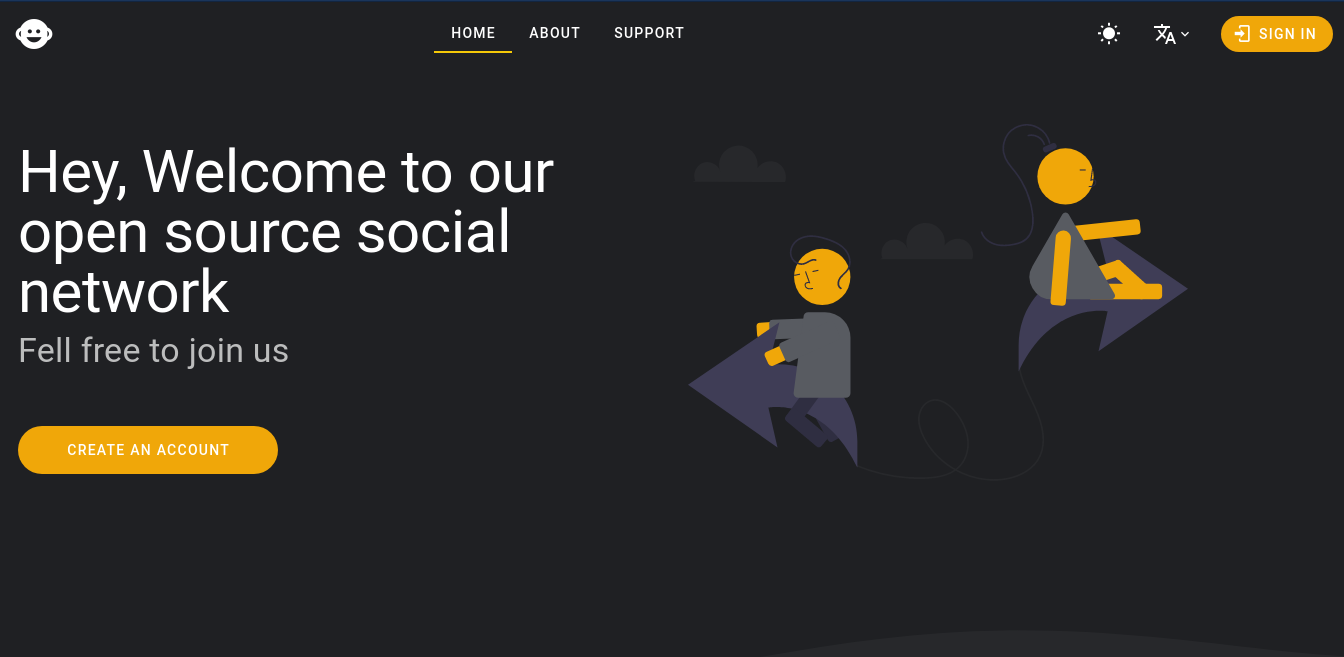 HOME ABOUT SUPPORT SIGN IN
Hey, Welcome to our
open source social
network
Fell free to join us
CREATE AN ACCOUNT